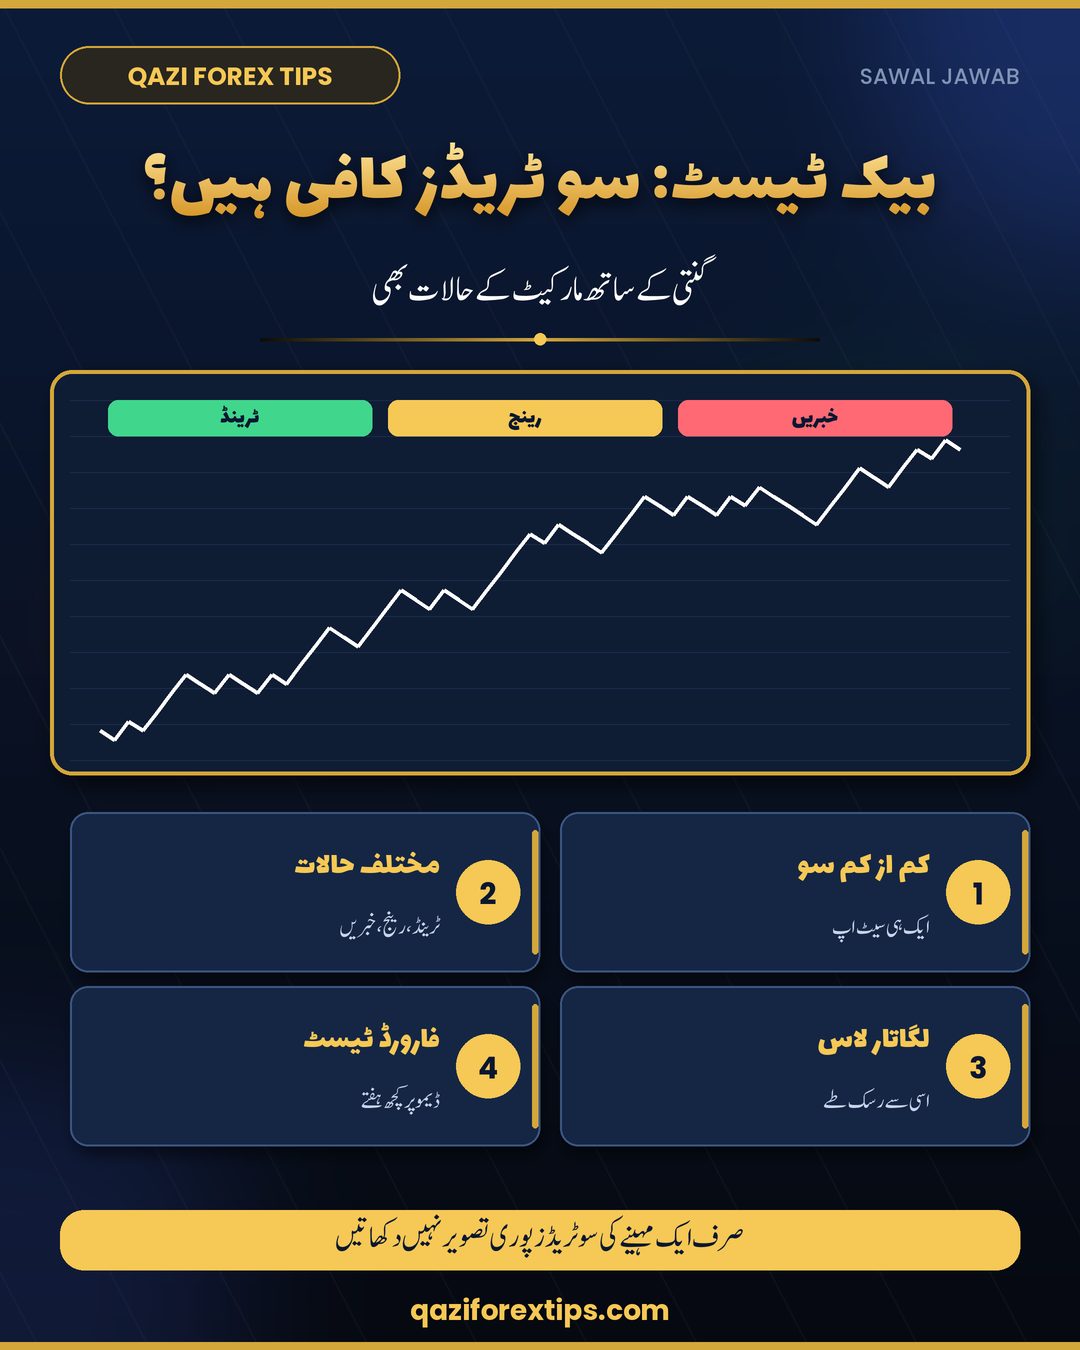 QAZI FOREX TIPS
SAWAL JAWAB
بیک ٹیسٹ: سو ٹریڈز کافی ہیں؟
گنتی کے ساتھ مارکیٹ کے حالات بھی
ٹرینڈ
رینج
خبریں
1
کم از کم سو
ایک ہی سیٹ اپ
2
مختلف حالات
ٹرینڈ، رینج، خبریں
3
لگاتار لاس
اسی سے رسک طے
4
فارورڈ ٹیسٹ
ڈیمو پر کچھ ہفتے
صرف ایک مہینے کی سو ٹریڈز پوری تصویر نہیں دکھاتیں
qaziforextips.com